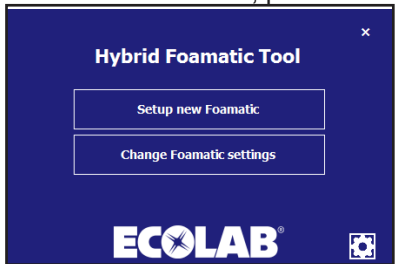 ×
Hybrid Foamatic Tool
Setup new Foamatic
Change Foamatic settings
ECOLAB®